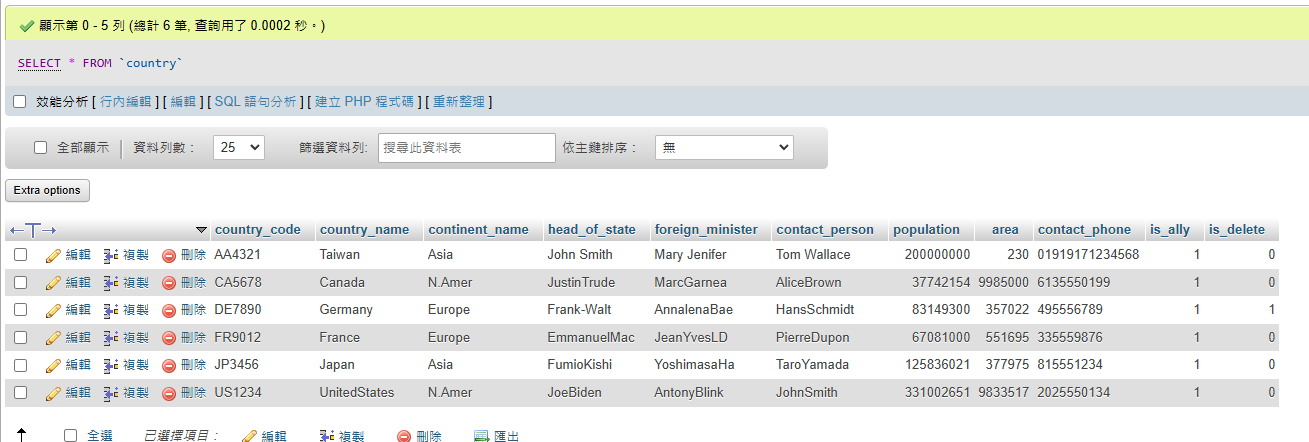 顯示第 0 - 5 列 (總計 6 筆, 查詢用了 0.0002 秒。)
SELECT * FROM `country`
效能分析 [ 行內編輯 ] [ 編輯 ] [ SQL 語句分析 ] [ 建立 PHP 程式碼 ] [ 重新整理 ]
全部顯示 | 資料列數： 25 篩選資料列: 搜尋此資料表 依主鍵排序： 無
Extra options
←T→ country_code country_name continent_name head_of_state foreign_minister contact_person population area contact_phone is_ally is_delete
編輯 複製 刪除 AA4321 Taiwan Asia John Smith Mary Jenifer Tom Wallace 200000000 230 01919171234568 1 0
編輯 複製 刪除 CA5678 Canada N.Amer JustinTrude MarcGarnea AliceBrown 37742154 9985000 6135550199 1 0
編輯 複製 刪除 DE7890 Germany Europe Frank-Walt AnnalenaBae HansSchmidt 83149300 357022 495556789 1 1
編輯 複製 刪除 FR9012 France Europe EmmanuelMac JeanYvesLD PierreDupon 67081000 551695 335559876 1 0
編輯 複製 刪除 JP3456 Japan Asia FumioKishi YoshimasaHa TaroYamada 125836021 377975 815551234 1 0
編輯 複製 刪除 US1234 UnitedStates N.Amer JoeBiden AntonyBlink JohnSmith 331002651 9833517 2025550134 1 0
全選 已選擇項目： 編輯 複製 刪除 匯出